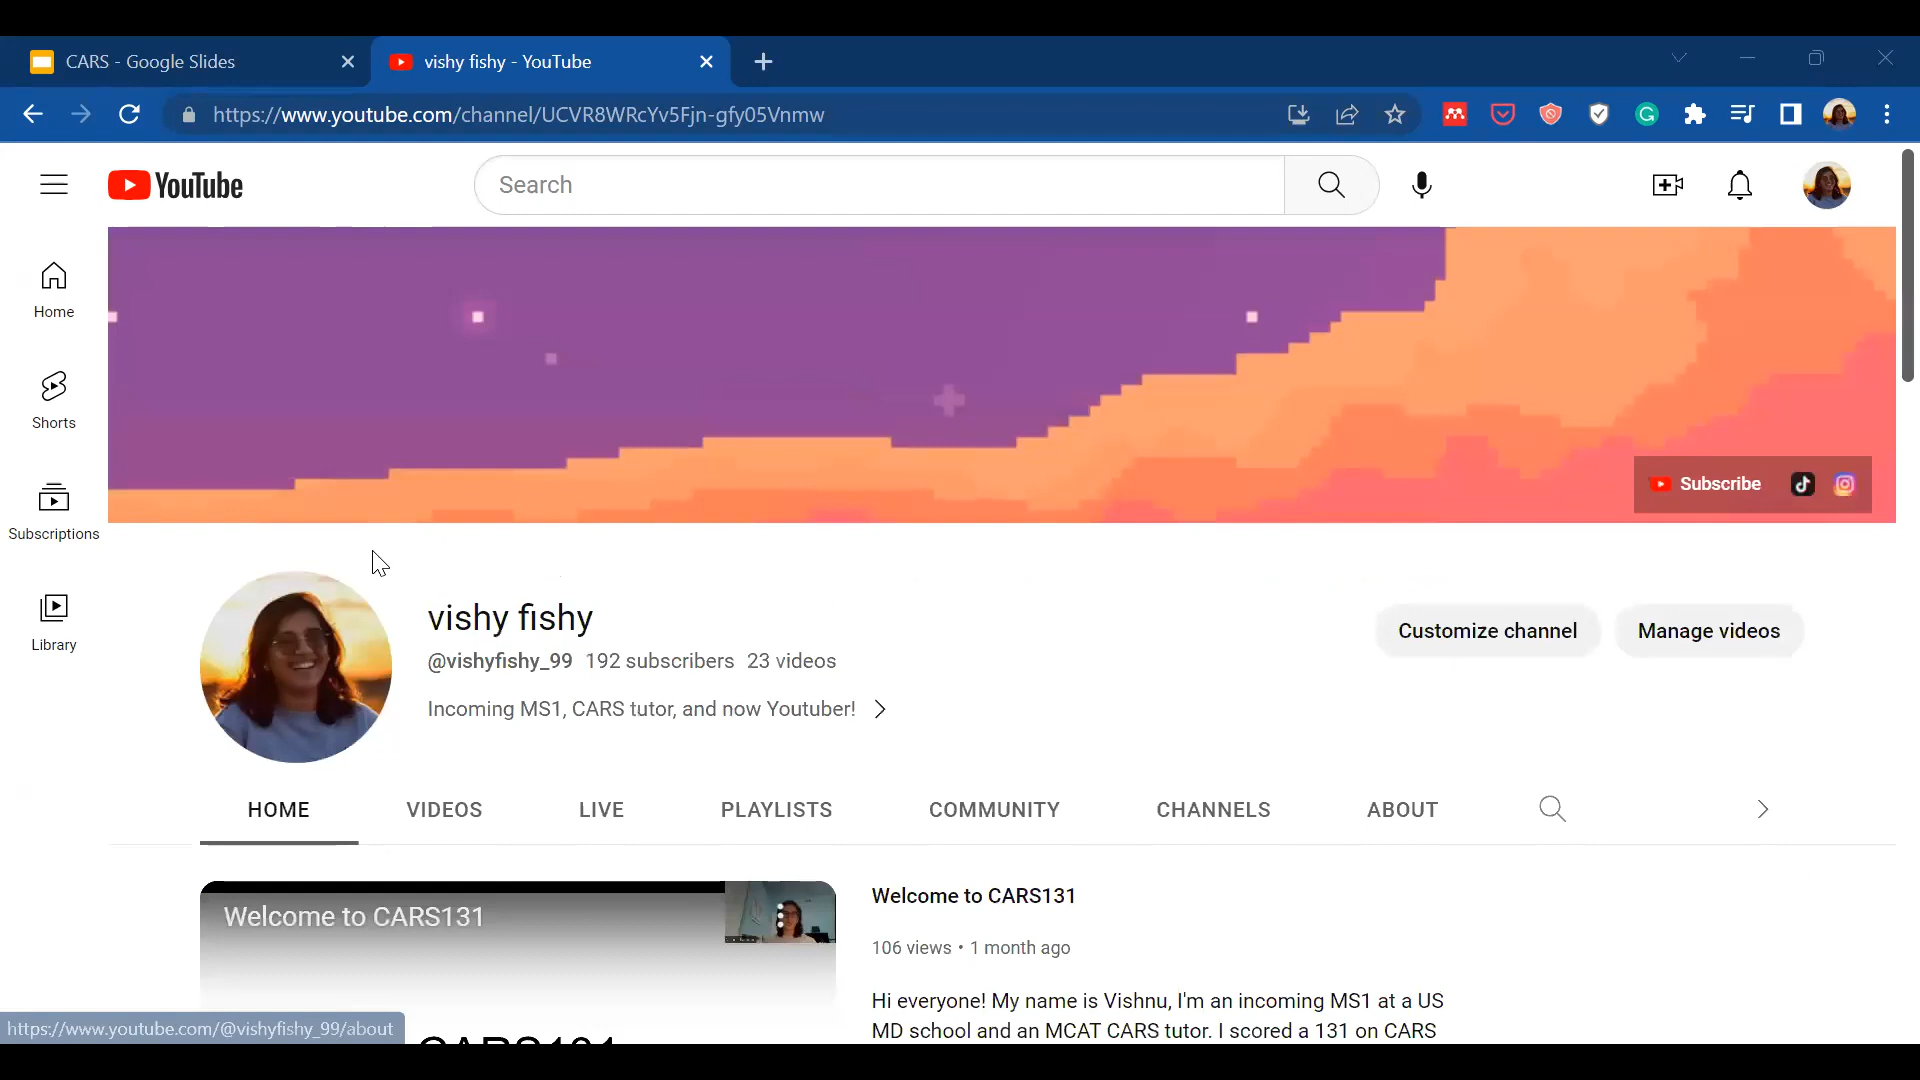 CARS - Google Slides
vishy fishy - YouTube
https://www.youtube.com/channel/UCVR8WRcYv5Fjn-gfy05Vnmw
YouTube
Search
Home
Shorts
Subscriptions
Library
Subscribe
vishy fishy
@vishyfishy_99 192 subscribers 23 videos
Incoming MS1, CARS tutor, and now Youtuber!
Customize channel
Manage videos
HOME VIDEOS LIVE PLAYLISTS COMMUNITY CHANNELS ABOUT
Welcome to CARS131
Welcome to CARS131
106 views • 1 month ago
Hi everyone! My name is Vishnu, I'm an incoming MS1 at a US
MD school and an MCAT CARS tutor. I scored a 131 on CARS
https://www.youtube.com/@vishyfishy_99/about